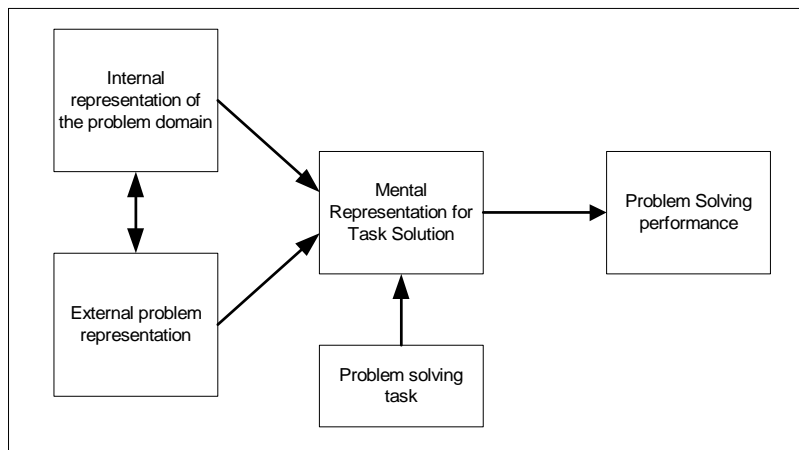 Internal
representation of
the problem domain
External problem
representation
Mental
Representation for
Task Solution
Problem solving
task
Problem Solving
performance